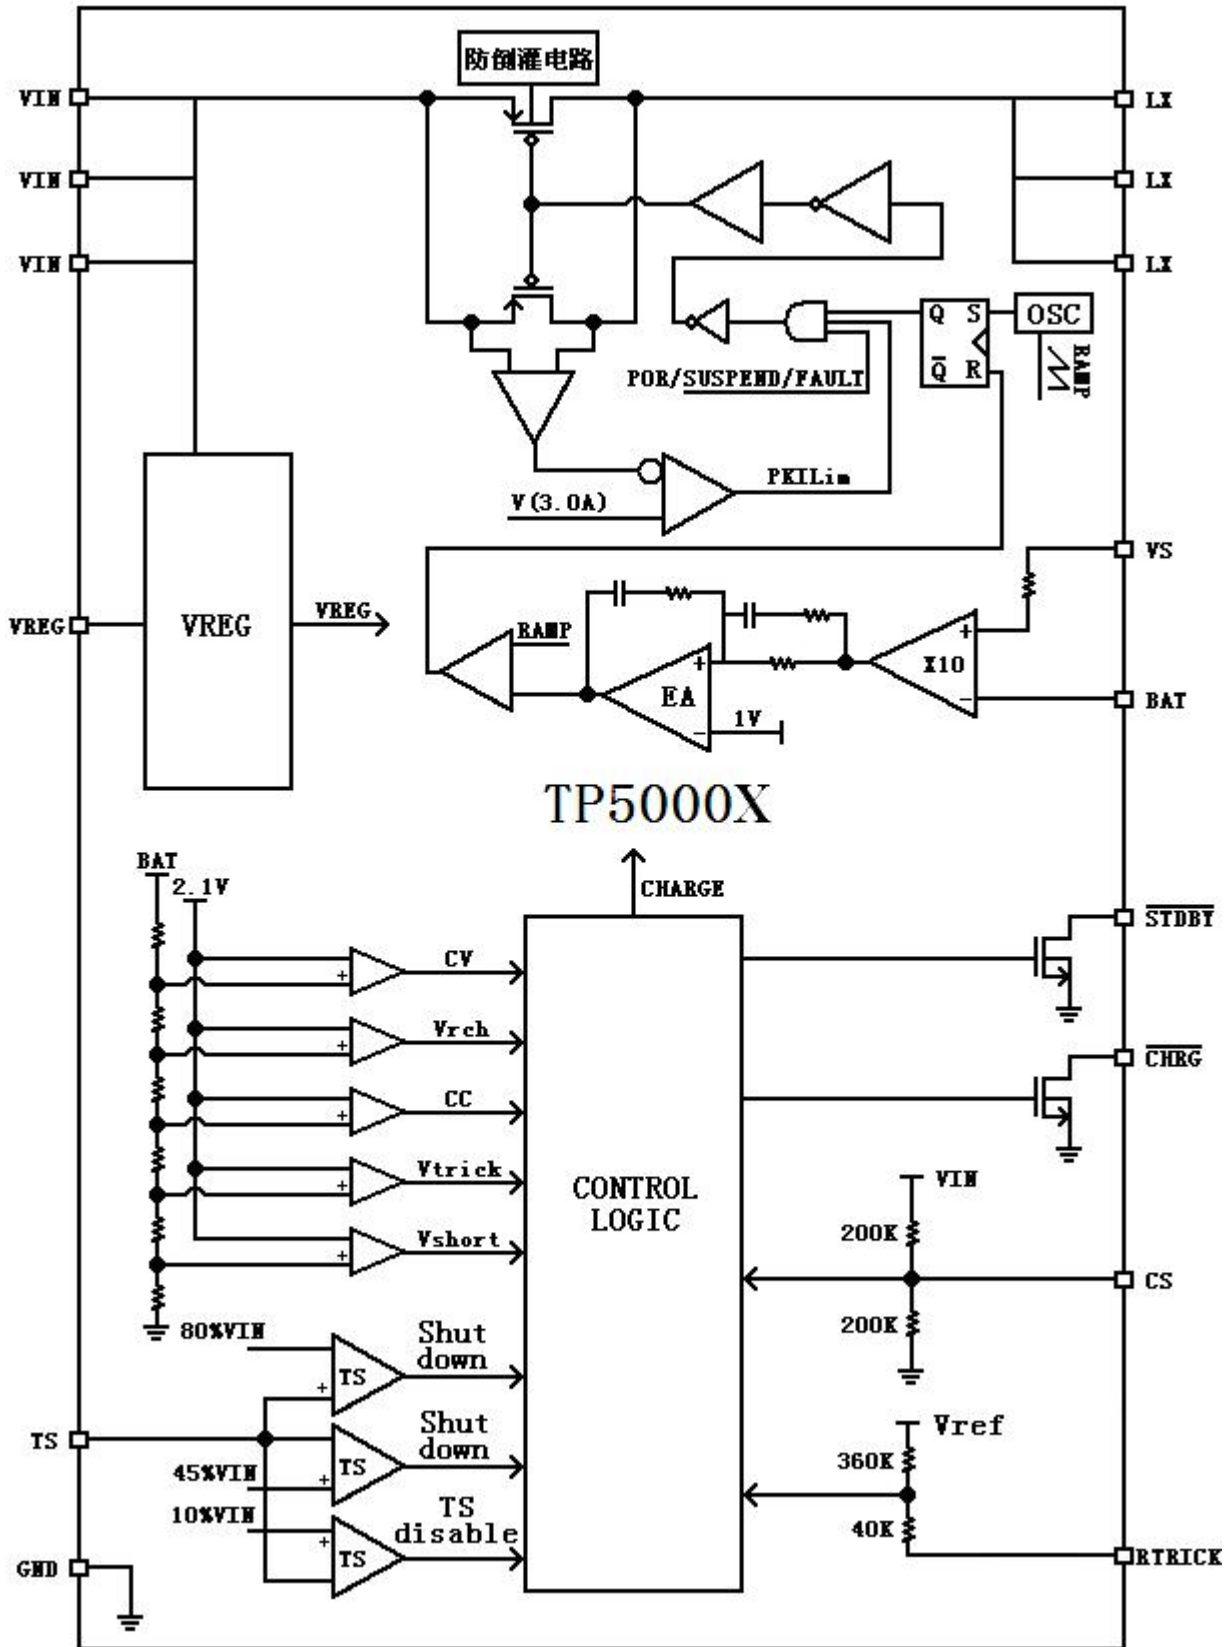 防倒灌电路
VIN
LX
VIN
LX
VIN
LX
Q
S
OSC
Q
R
RAMP
POR/SUSPEND/FAULT
PKILim
V(3.0A)
VS
VREG
VREG
VREG
RAMP
+
X10
-
+
EA
-
1V
BAT
TP5000X
BAT
2.1V
CHARGE
STDBY
CV
+
Vrch
+
CHRG
CC
+
Vtrick
+
CONTROL
LOGIC
VIN
Vshort
+
200K
CS
200K
80%VIN
Shut
down
TS
+
TS
Shut
down
Vref
45%VIN
TS
+
360K
10%VIN
TS
disable
+
TS
40K
GND
RTRICK